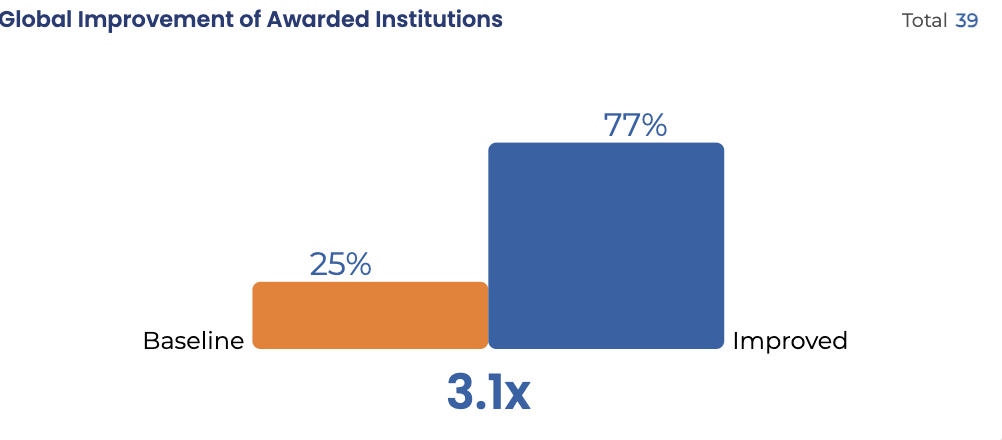 Global Improvement of Awarded Institutions
Total 39
77%
25%
Baseline
Improved
3.1x